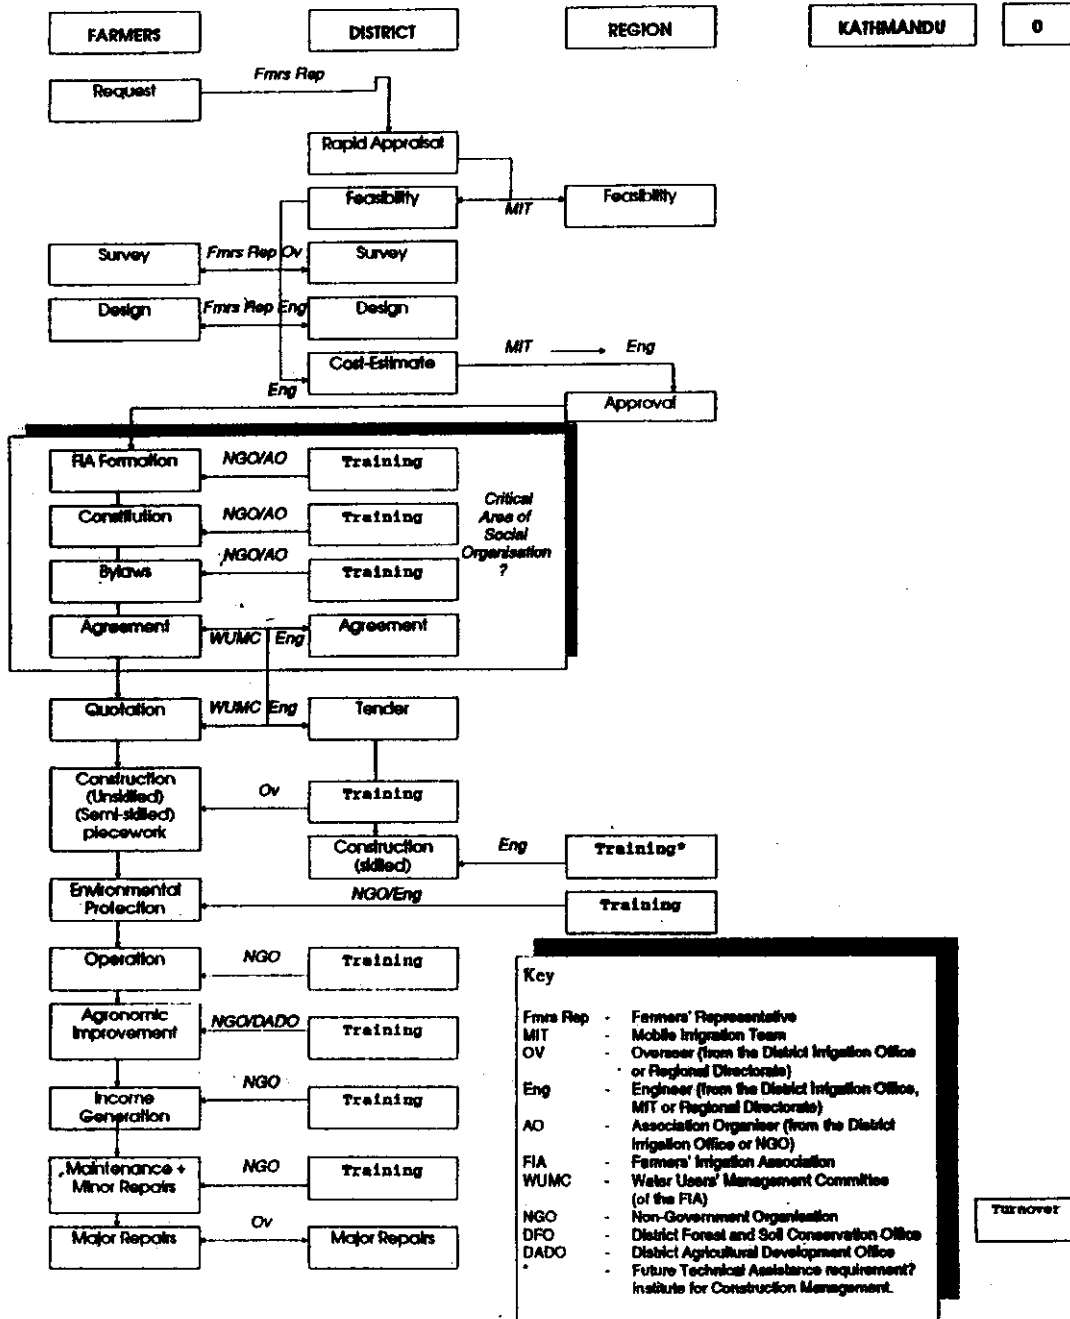 FARMERS
DISTRICT
REGION
KATHMANDU
0
Request
Fmrs Rep
Rapid Appraisal
Feasibility
MIT
Feasibility
Survey
Fmrs Rep Ov
Survey
Design
Fmrs Rep Eng
Design
Cost-Estimate
MIT
Eng
Eng
Approval
FIA Formation
NGO/AO
Training
Constitution
NGO/AO
Training
Critical
Area of
Social
Organisation
?
Bylaws
NGO/AO
Training
Agreement
WUMC
Eng
Agreement
Quotation
WUMC
Eng
Tender
Construction
(Unskilled)
(Semi-skilled)
piecework
Ov
Training
Construction
(skilled)
Eng
Training*
Environmental
Protection
NGO/Eng
Training
Operation
NGO
Training
Agronomic
Improvement
NGO/DADO
Training
Income
Generation
NGO
Training
Maintenance +
Minor Repairs
NGO
Training
Major Repairs
Ov
Major Repairs
Key
Fmrs Rep - Farmers' Representative
MIT - Mobile Irrigration Team
OV - Overseer (from the District Irrigation Office
or Regional Directorate)
Eng - Engineer (from the District Irrigation Office,
MIT or Regional Directorate)
AO - Association Organiser (from the District
Irrigation Office or NGO)
FIA - Farmers' Irrigation Association
WUMC - Water Users' Management Committee
(of the FIA)
NGO - Non-Government Organisation
DFO - District Forest and Soil Conservation Office
DADO - District Agricultural Development Office
* - Future Technical Assistance requirement?
Institute for Construction Management.
Turnover